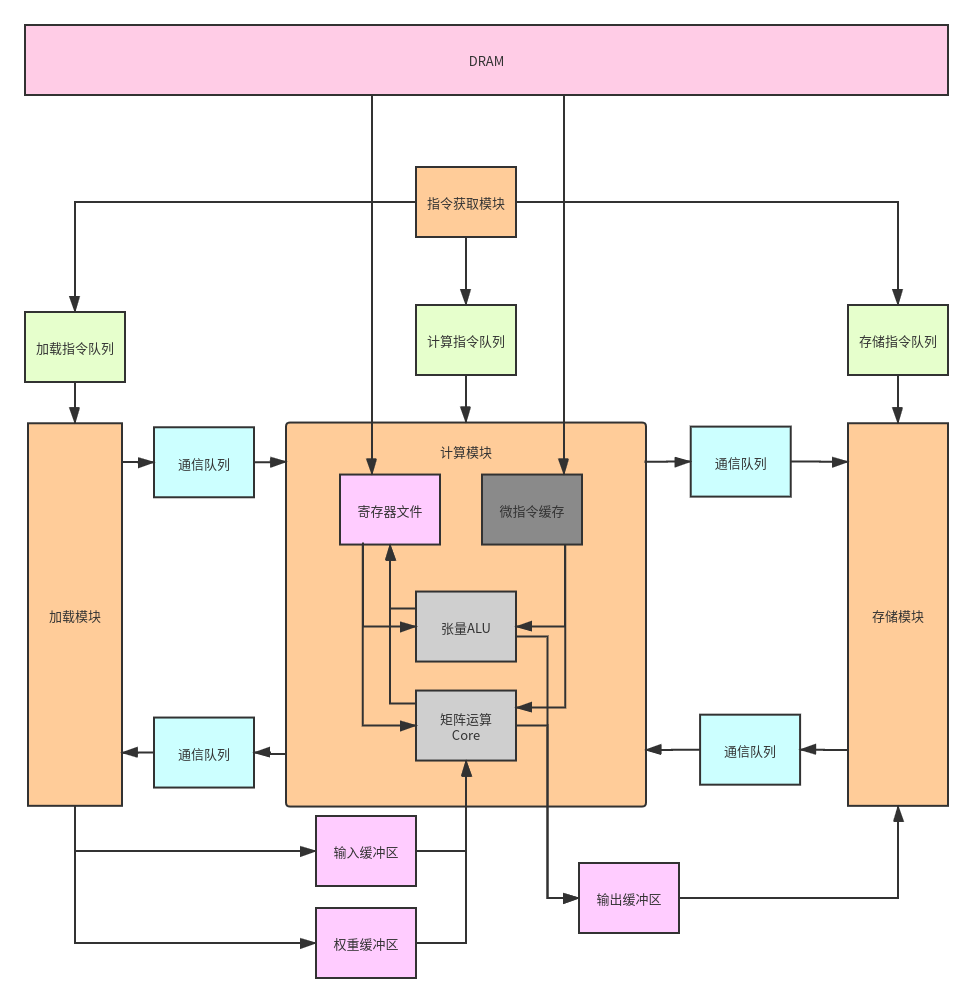 DRAM
指令获取模块
加载指令队列
计算指令队列
存储指令队列
通信队列
计算模块
通信队列
寄存器文件
微指令缓存
加载模块
张量ALU
存储模块
矩阵运算
Core
通信队列
通信队列
输入缓冲区
输出缓冲区
权重缓冲区